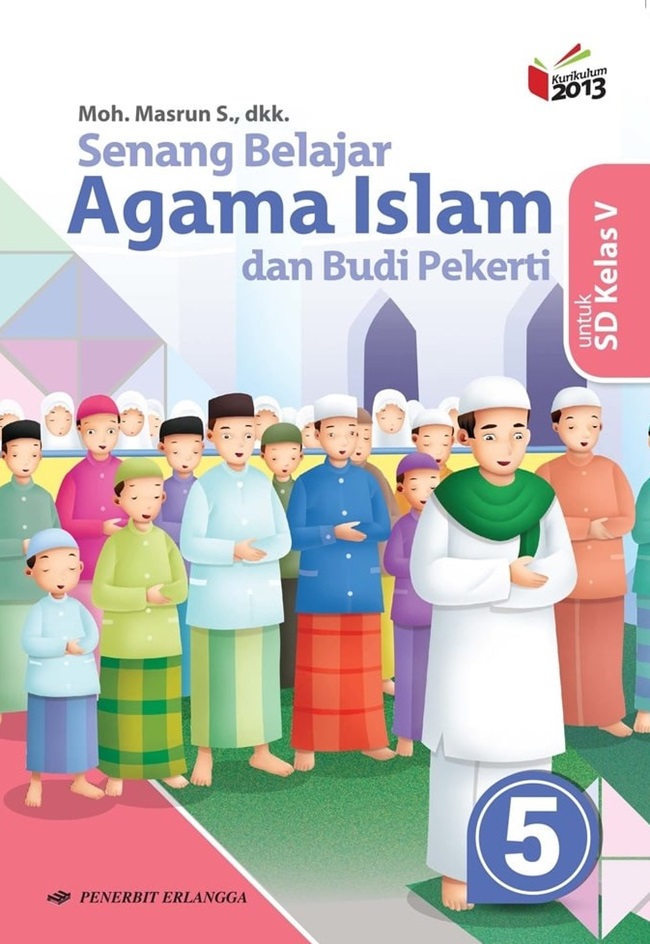 Kurikulum
2013
Moh. Masrun S., dkk.
Senang Belajar
Agama Islam
dan Budi Pekerti
untuk
SD Kelas V
5
PENERBIT ERLANGGA